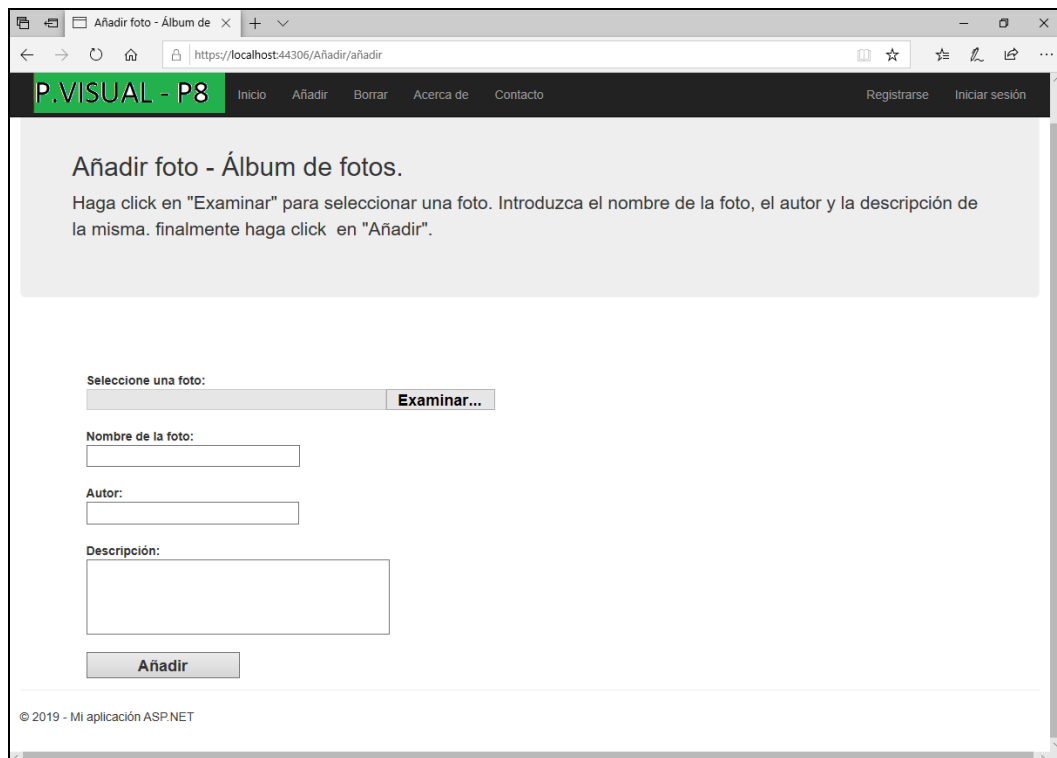 Añadir foto - Álbum de
https://localhost:44306/Añadir/añadir
P.VISUAL - P8 Inicio Añadir Borrar Acerca de Contacto Registrarse Iniciar sesión
Añadir foto - Álbum de fotos.
Haga click en "Examinar" para seleccionar una foto. Introduzca el nombre de la foto, el autor y la descripción de
la misma. finalmente haga click  en "Añadir".
Seleccione una foto:
Examinar...
Nombre de la foto:
Autor:
Descripción:
Añadir
© 2019 - Mi aplicación ASP.NET